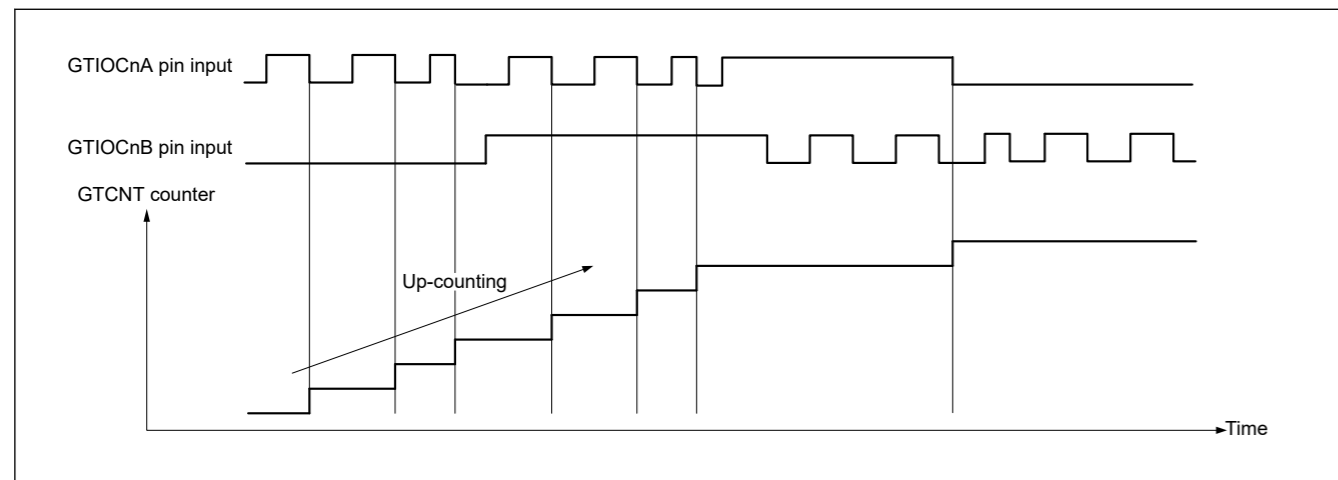 GTIOCnA pin input
GTIOCnB pin input
GTCNT counter
Up-counting
Time